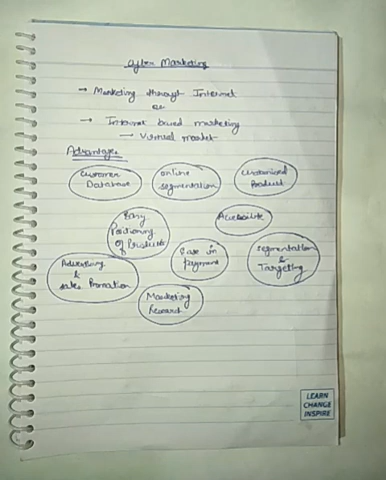 Cyber Marketing
→ Marketing through Internet
or
→ Internet based marketing
→ Virtual market
Advantages
Customer
Database
online
segmentation
Customized
Product
Easy
Positioning
of Products
Accessible
Advertising
&
sales Promotion
Ease in
Payment
Segmentation
&
Targeting
Marketing
Research
LEARN
CHANGE
INSPIRE